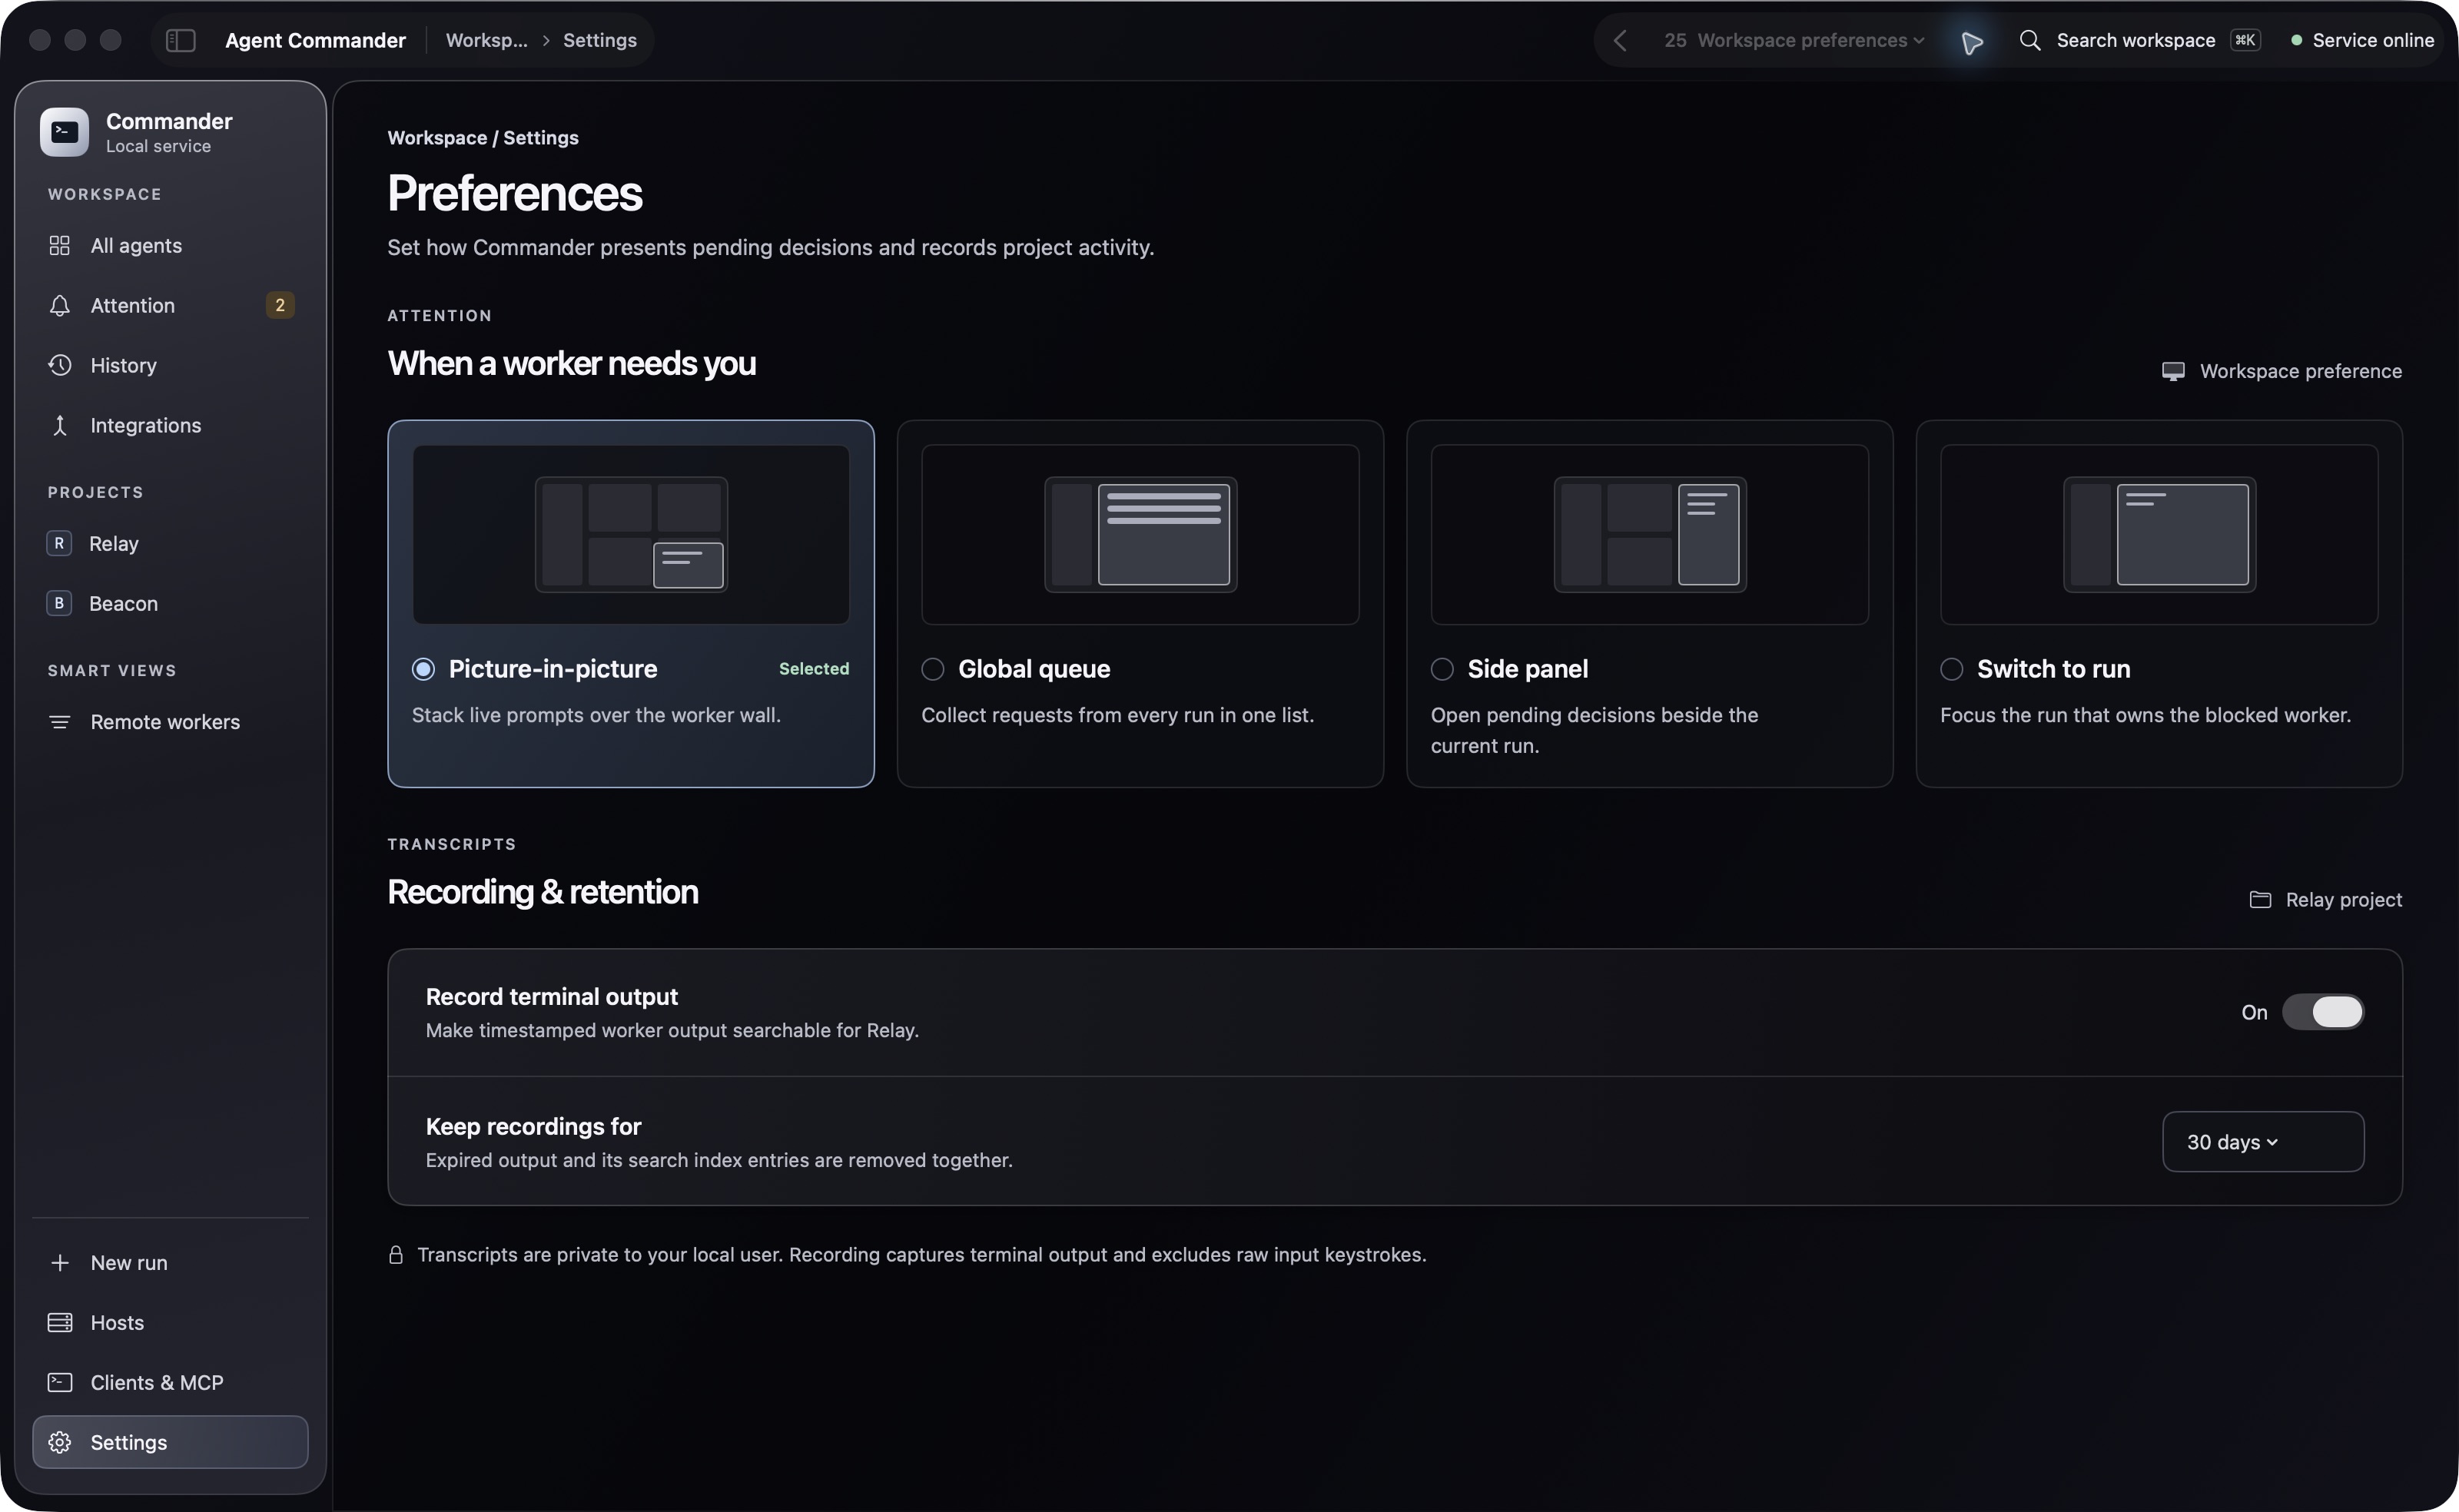 Agent Commander
Worksp... > Settings
25 Workspace preferences
Search workspace ⌘K
Service online
Commander
Local service
WORKSPACE
All agents
Attention 2
History
Integrations
PROJECTS
R Relay
B Beacon
SMART VIEWS
Remote workers
New run
Hosts
Clients & MCP
Settings
Workspace / Settings
Preferences
Set how Commander presents pending decisions and records project activity.
ATTENTION
When a worker needs you
Workspace preference
Picture-in-picture Selected
Stack live prompts over the worker wall.
Global queue
Collect requests from every run in one list.
Side panel
Open pending decisions beside the
current run.
Switch to run
Focus the run that owns the blocked worker.
TRANSCRIPTS
Recording & retention
Relay project
Record terminal output
Make timestamped worker output searchable for Relay.
On
Keep recordings for
Expired output and its search index entries are removed together.
30 days
Transcripts are private to your local user. Recording captures terminal output and excludes raw input keystrokes.